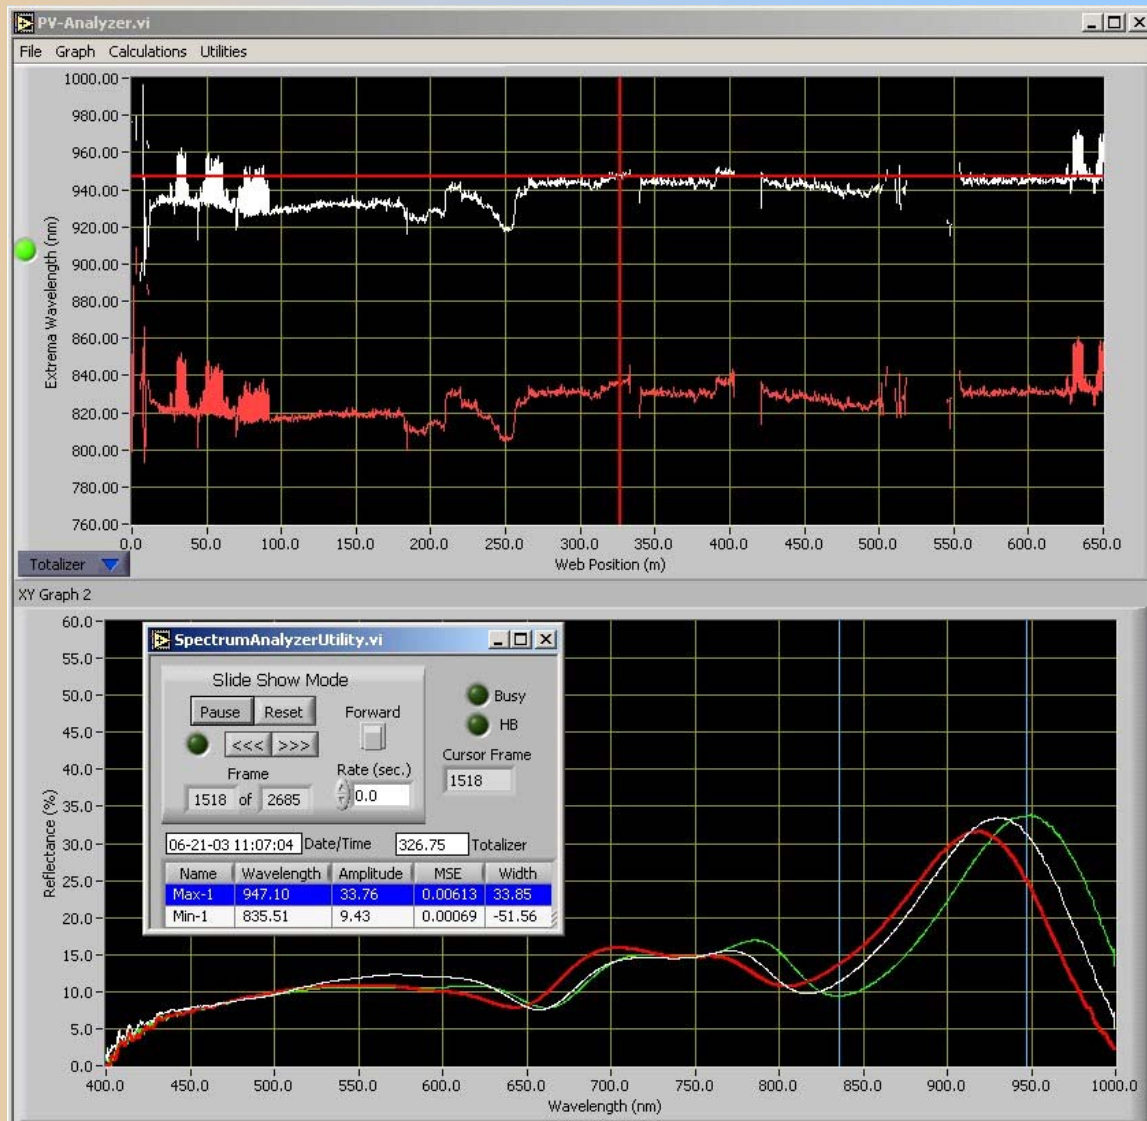 PV-Analyzer.vi
File Graph Calculations Utilities
1000.00
980.00
960.00
940.00
920.00
900.00
880.00
860.00
840.00
820.00
800.00
780.00
760.00
Extrema Wavelength (nm)
0.0 50.0 100.0 150.0 200.0 250.0 300.0 350.0 400.0 450.0 500.0 550.0 600.0 650.0
Web Position (m)
Totalizer
XY Graph 2
60.0
55.0
50.0
45.0
40.0
35.0
30.0
25.0
20.0
15.0
10.0
5.0
0.0
Reflectance (%)
400.0 450.0 500.0 550.0 600.0 650.0 700.0 750.0 800.0 850.0 900.0 950.0 1000.0
Wavelength (nm)
SpectrumAnalyzerUtility.vi
Slide Show Mode
Pause Reset Forward
<<< >>>
Frame Rate (sec.)
1518 of 2685 0.0
Busy
HB
Cursor Frame
1518
06-21-03 11:07:04 Date/Time 326.75 Totalizer
Name Wavelength Amplitude MSE Width
Max-1 947.10 33.76 0.00613 33.85
Min-1 835.51 9.43 0.00069 -51.56